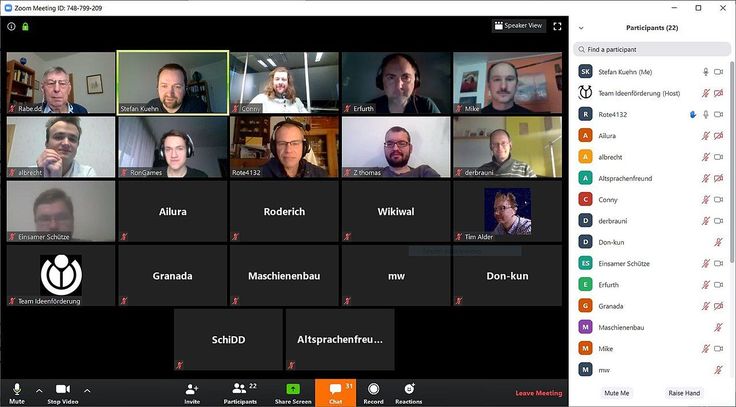 Zoom Meeting ID: 748-799-209
Speaker View
Rabe.dd
Stefan Kuehn
Conny
Erfurth
Mike
albrecht
RonGames
Rote4132
Z thomas
derbrauni
Einsamer Schütze
Ailura
Roderich
Wikiwal
Tim Alder
Team Ideenförderung
Granada
Maschienenbau
mw
Don-kun
SchiDD
Altsprachenfreu...
Mute
Stop Video
Invite
22
Participants
Share Screen
31
Chat
Record
Reactions
Leave Meeting
Participants (22)
Find a participant
SK Stefan Kuehn (Me)
Team Ideenförderung (Host)
R Rote4132
A Ailura
A albrecht
A Altsprachenfreund
C Conny
D derbrauni
D Don-kun
ES Einsamer Schütze
E Erfurth
G Granada
M Maschienenbau
M Mike
M mw
Mute Me
Raise Hand